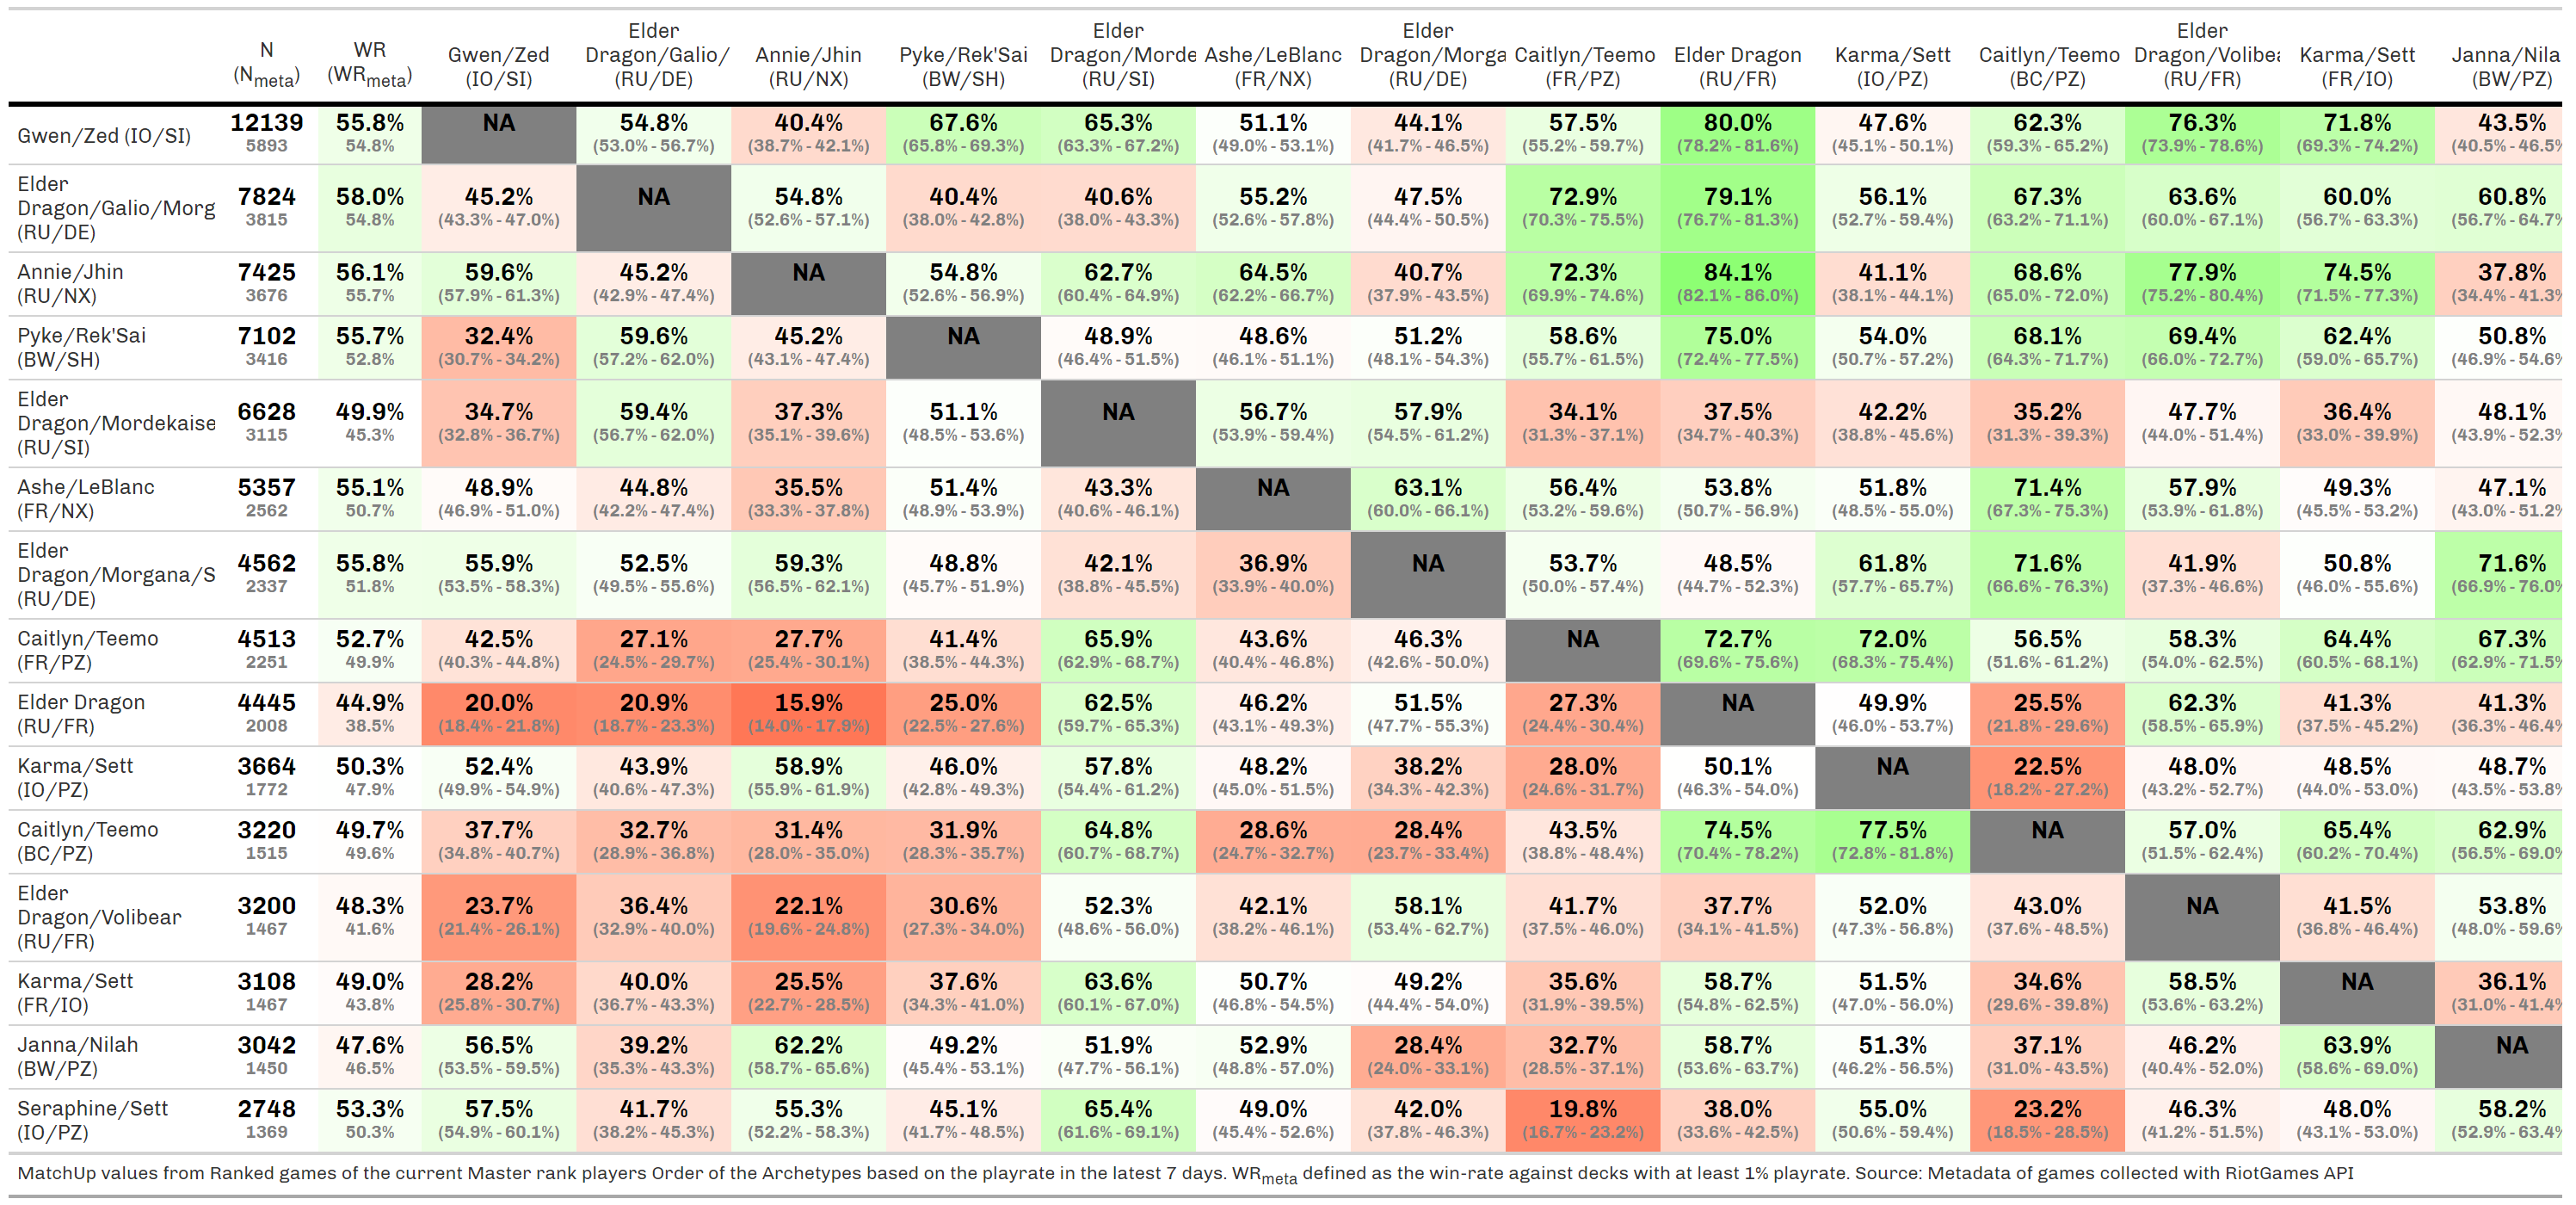 N (Nmeta)
WR (WRmeta)
Gwen/Zed (IO/SI)
Elder Dragon/Galio/ (RU/DE)
Annie/Jhin (RU/NX)
Pyke/Rek'Sai (BW/SH)
Elder Dragon/Morde (RU/SI)
Ashe/LeBlanc (FR/NX)
Elder Dragon/Morga (RU/DE)
Caitlyn/Teemo (FR/PZ)
Elder Dragon (RU/FR)
Karma/Sett (IO/PZ)
Caitlyn/Teemo (BC/PZ)
Elder Dragon/Volibea (RU/FR)
Karma/Sett (FR/IO)
Janna/Nila (BW/PZ)
Gwen/Zed (IO/SI)
12139 55.8% NA 54.8% 40.4% 67.6% 65.3% 51.1% 44.1% 57.5% 80.0% 47.6% 62.3% 76.3% 71.8% 43.5%
5893 54.8% (53.0% - 56.7%) (38.7% - 42.1%) (65.8% - 69.3%) (63.3% - 67.2%) (49.0% - 53.1%) (41.7% - 46.5%) (55.2% - 59.7%) (78.2% - 81.6%) (45.1% - 50.1%) (59.3% - 65.2%) (73.9% - 78.6%) (69.3% - 74.2%) (40.5% - 46.5%
Elder
Dragon/Galio/Morg
(RU/DE)
7824 58.0% 45.2% NA 54.8% 40.4% 40.6% 55.2% 47.5% 72.9% 79.1% 56.1% 67.3% 63.6% 60.0% 60.8%
3815 54.8% (43.3% - 47.0%) (52.6% - 57.1%) (38.0% - 42.8%) (38.0% - 43.3%) (52.6% - 57.8%) (44.4% - 50.5%) (70.3% - 75.5%) (76.7% - 81.3%) (52.7% - 59.4%) (63.2% - 71.1%) (60.0% - 67.1%) (56.7% - 63.3%) (56.7% - 64.7%
Annie/Jhin
(RU/NX)
7425 56.1% 59.6% 45.2% NA 54.8% 62.7% 64.5% 40.7% 72.3% 84.1% 41.1% 68.6% 77.9% 74.5% 37.8%
3676 55.7% (57.9% - 61.3%) (42.9% - 47.4%) (52.6% - 56.9%) (60.4% - 64.9%) (62.2% - 66.7%) (37.9% - 43.5%) (69.9% - 74.6%) (82.1% - 86.0%) (38.1% - 44.1%) (65.0% - 72.0%) (75.2% - 80.4%) (71.5% - 77.3%) (34.4% - 41.3%
Pyke/Rek'Sai
(BW/SH)
7102 55.7% 32.4% 59.6% 45.2% NA 48.9% 48.6% 51.2% 58.6% 75.0% 54.0% 68.1% 69.4% 62.4% 50.8%
3416 52.8% (30.7% - 34.2%) (57.2% - 62.0%) (43.1% - 47.4%) (46.4% - 51.5%) (46.1% - 51.1%) (48.1% - 54.3%) (55.7% - 61.5%) (72.4% - 77.5%) (50.7% - 57.2%) (64.3% - 71.7%) (66.0% - 72.7%) (59.0% - 65.7%) (46.9% - 54.6%
Elder
Dragon/Mordekaise
(RU/SI)
6628 49.9% 34.7% 59.4% 37.3% 51.1% NA 56.7% 57.9% 34.1% 37.5% 42.2% 35.2% 47.7% 36.4% 48.1%
3115 45.3% (32.8% - 36.7%) (56.7% - 62.0%) (35.1% - 39.6%) (48.5% - 53.6%) (53.9% - 59.4%) (54.5% - 61.2%) (31.3% - 37.1%) (34.7% - 40.3%) (38.8% - 45.6%) (31.3% - 39.3%) (44.0% - 51.4%) (33.0% - 39.9%) (43.9% - 52.3%
Ashe/LeBlanc
(FR/NX)
5357 55.1% 48.9% 44.8% 35.5% 51.4% 43.3% NA 63.1% 56.4% 53.8% 51.8% 71.4% 57.9% 49.3% 47.1%
2562 50.7% (46.9% - 51.0%) (42.2% - 47.4%) (33.3% - 37.8%) (48.9% - 53.9%) (40.6% - 46.1%) (60.0% - 66.1%) (53.2% - 59.6%) (50.7% - 56.9%) (48.5% - 55.0%) (67.3% - 75.3%) (53.9% - 61.8%) (45.5% - 53.2%) (43.0% - 51.2%
Elder
Dragon/Morgana/S
(RU/DE)
4562 55.8% 55.9% 52.5% 59.3% 48.8% 42.1% 36.9% NA 53.7% 48.5% 61.8% 71.6% 41.9% 50.8% 71.6%
2337 51.8% (53.5% - 58.3%) (49.5% - 55.6%) (56.5% - 62.1%) (45.7% - 51.9%) (38.8% - 45.5%) (33.9% - 40.0%) (50.0% - 57.4%) (44.7% - 52.3%) (57.7% - 65.7%) (66.6% - 76.3%) (37.3% - 46.6%) (46.0% - 55.6%) (66.9% - 76.0%
Caitlyn/Teemo
(FR/PZ)
4513 52.7% 42.5% 27.1% 27.7% 41.4% 65.9% 43.6% 46.3% NA 72.7% 72.0% 56.5% 58.3% 64.4% 67.3%
2251 49.9% (40.3% - 44.8%) (24.5% - 29.7%) (25.4% - 30.1%) (38.5% - 44.3%) (62.9% - 68.7%) (40.4% - 46.8%) (42.6% - 50.0%) (69.6% - 75.6%) (68.3% - 75.4%) (51.6% - 61.2%) (54.0% - 62.5%) (60.5% - 68.1%) (62.9% - 71.5%
Elder Dragon
(RU/FR)
4445 44.9% 20.0% 20.9% 15.9% 25.0% 62.5% 46.2% 51.5% 27.3% NA 49.9% 25.5% 62.3% 41.3% 41.3%
2008 38.5% (18.4% - 21.8%) (18.7% - 23.3%) (14.0% - 17.9%) (22.5% - 27.6%) (59.7% - 65.3%) (43.1% - 49.3%) (47.7% - 55.3%) (24.4% - 30.4%) (46.0% - 53.7%) (21.8% - 29.6%) (58.5% - 65.9%) (37.5% - 45.2%) (36.3% - 46.4%
Karma/Sett
(IO/PZ)
3664 50.3% 52.4% 43.9% 58.9% 46.0% 57.8% 48.2% 38.2% 28.0% 50.1% NA 22.5% 48.0% 48.5% 48.7%
1772 47.9% (49.9% - 54.9%) (40.6% - 47.3%) (55.9% - 61.9%) (42.8% - 49.3%) (54.4% - 61.2%) (45.0% - 51.5%) (34.3% - 42.3%) (24.6% - 31.7%) (46.3% - 54.0%) (18.2% - 27.2%) (43.2% - 52.7%) (44.0% - 53.0%) (43.5% - 53.8%
Caitlyn/Teemo
(BC/PZ)
3220 49.7% 37.7% 32.7% 31.4% 31.9% 64.8% 28.6% 28.4% 43.5% 74.5% 77.5% NA 57.0% 65.4% 62.9%
1515 49.6% (34.8% - 40.7%) (28.9% - 36.8%) (28.0% - 35.0%) (28.3% - 35.7%) (60.7% - 68.7%) (24.7% - 32.7%) (23.7% - 33.4%) (38.8% - 48.4%) (70.4% - 78.2%) (72.8% - 81.8%) (51.5% - 62.4%) (60.2% - 70.4%) (56.5% - 69.0%
Elder
Dragon/Volibear
(RU/FR)
3200 48.3% 23.7% 36.4% 22.1% 30.6% 52.3% 42.1% 58.1% 41.7% 37.7% 52.0% 43.0% NA 41.5% 53.8%
1467 41.6% (21.4% - 26.1%) (32.9% - 40.0%) (19.6% - 24.8%) (27.3% - 34.0%) (48.6% - 56.0%) (38.2% - 46.1%) (53.4% - 62.7%) (37.5% - 46.0%) (34.1% - 41.5%) (47.3% - 56.8%) (37.6% - 48.5%) (36.8% - 46.4%) (48.0% - 59.6%
Karma/Sett
(FR/IO)
3108 49.0% 28.2% 40.0% 25.5% 37.6% 63.6% 50.7% 49.2% 35.6% 58.7% 51.5% 34.6% 58.5% NA 36.1%
1467 43.8% (25.8% - 30.7%) (36.7% - 43.3%) (22.7% - 28.5%) (34.3% - 41.0%) (60.1% - 67.0%) (46.8% - 54.5%) (44.4% - 54.0%) (31.9% - 39.5%) (54.8% - 62.5%) (47.0% - 56.0%) (29.6% - 39.8%) (53.6% - 63.2%) (31.0% - 41.4%
Janna/Nilah
(BW/PZ)
3042 47.6% 56.5% 39.2% 62.2% 49.2% 51.9% 52.9% 28.4% 32.7% 58.7% 51.3% 37.1% 46.2% 63.9% NA
1450 46.5% (53.5% - 59.5%) (35.3% - 43.3%) (58.7% - 65.6%) (45.4% - 53.1%) (47.7% - 56.1%) (48.8% - 57.0%) (24.0% - 33.1%) (28.5% - 37.1%) (53.6% - 63.7%) (46.2% - 56.5%) (31.0% - 43.5%) (40.4% - 52.0%) (58.6% - 69.0%)
Seraphine/Sett
(IO/PZ)
2748 53.3% 57.5% 41.7% 55.3% 45.1% 65.4% 49.0% 42.0% 19.8% 38.0% 55.0% 23.2% 46.3% 48.0% 58.2%
1369 50.3% (54.9% - 60.1%) (38.2% - 45.3%) (52.2% - 58.3%) (41.7% - 48.5%) (61.6% - 69.1%) (45.4% - 52.6%) (37.8% - 46.3%) (16.7% - 23.2%) (33.6% - 42.5%) (50.6% - 59.4%) (18.5% - 28.5%) (41.2% - 51.5%) (43.1% - 53.0%) (52.9% - 63.4%
MatchUp values from Ranked games of the current Master rank players Order of the Archetypes based on the playrate in the latest 7 days. WRmeta defined as the win-rate against decks with at least 1% playrate. Source: Metadata of games collected with RiotGames API